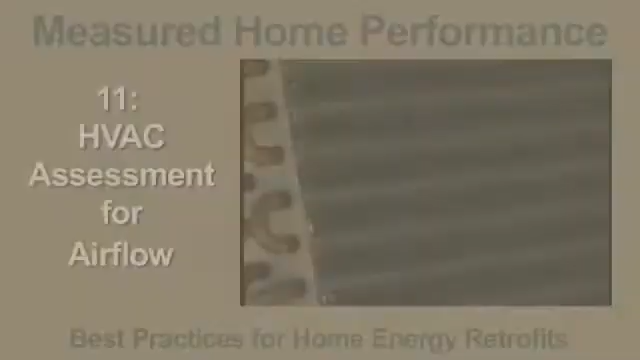 Measured Home Performance
11:
HVAC
Assessment
for
Airflow
Best Practices for Home Energy Retrofits